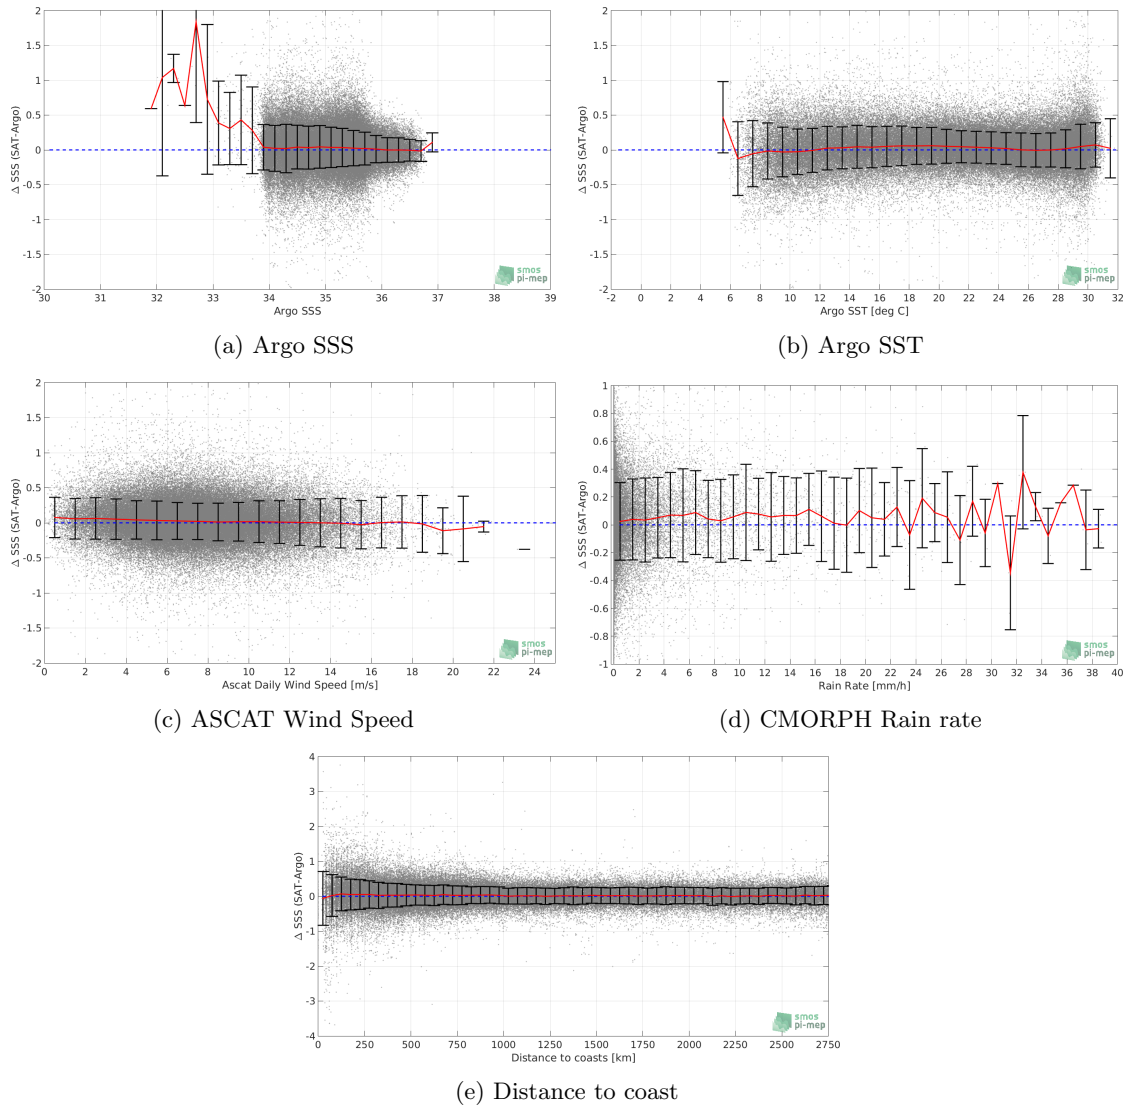 2
1.5
1
0.5
0
-0.5
-1
-1.5
-2
Δ SSS (SAT-Argo)
30 31 32 33 34 35 36 37 38 39
Argo SSS
smos
pi-mep
(a) Argo SSS
2
1.5
1
0.5
0
-0.5
-1
-1.5
-2
Δ SSS (SAT-Argo)
-2 0 2 4 6 8 10 12 14 16 18 20 22 24 26 28 30 32
Argo SST [deg C]
smos
pi-mep
(b) Argo SST
2
1.5
1
0.5
0
-0.5
-1
-1.5
-2
Δ SSS (SAT-Argo)
0 2 4 6 8 10 12 14 16 18 20 22 24
Ascat Daily Wind Speed [m/s]
smos
pi-mep
(c) ASCAT Wind Speed
1
0.8
0.6
0.4
0.2
0
-0.2
-0.4
-0.6
-0.8
-1
Δ SSS (SAT-Argo)
0 2 4 6 8 10 12 14 16 18 20 22 24 26 28 30 32 34 36 38 40
Rain Rate [mm/h]
smos
pi-mep
(d) CMORPH Rain rate
4
3
2
1
0
-1
-2
-3
-4
Δ SSS (SAT-Argo)
0 250 500 750 1000 1250 1500 1750 2000 2250 2500 2750
Distance to coasts [km]
smos
pi-mep
(e) Distance to coast